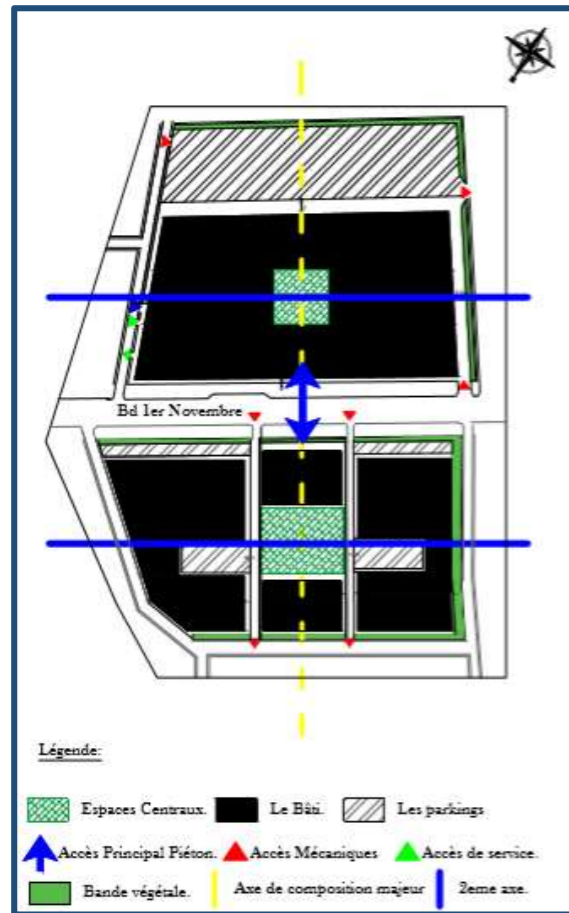 Bd 1er Novembre
Légende:
Espaces Centraux. Le Bâti. Les parkings
Accès Principal Piéton. Accès Mécaniques Accès de service.
Bande végétale. Axe de composition majeur 2eme axe.